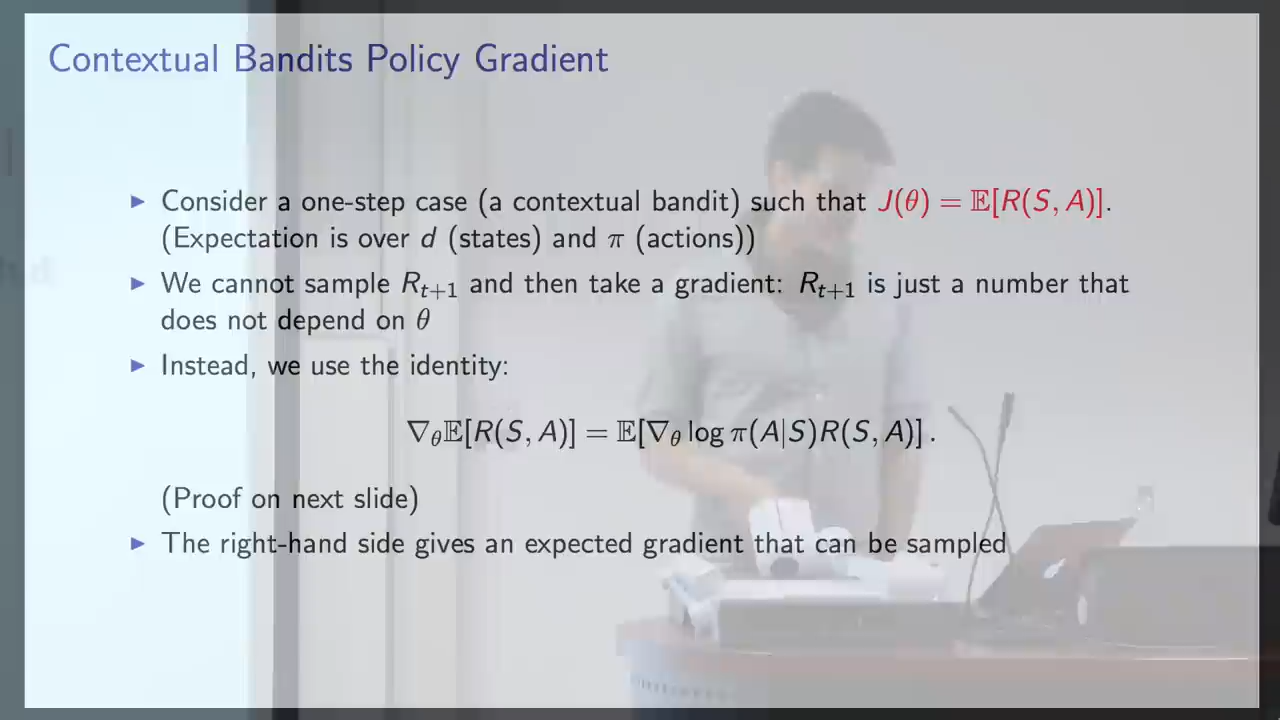 Contextual Bandits Policy Gradient
▶ Consider a one-step case (a contextual bandit) such that J(θ) = 𝔼[R(S, A)].
(Expectation is over d (states) and π (actions))
▶ We cannot sample Rₜ₊₁ and then take a gradient: Rₜ₊₁ is just a number that
does not depend on θ
▶ Instead, we use the identity:
∇_θ𝔼[R(S, A)] = 𝔼[∇_θ log π(A|S)R(S, A)] .
(Proof on next slide)
▶ The right-hand side gives an expected gradient that can be sampled